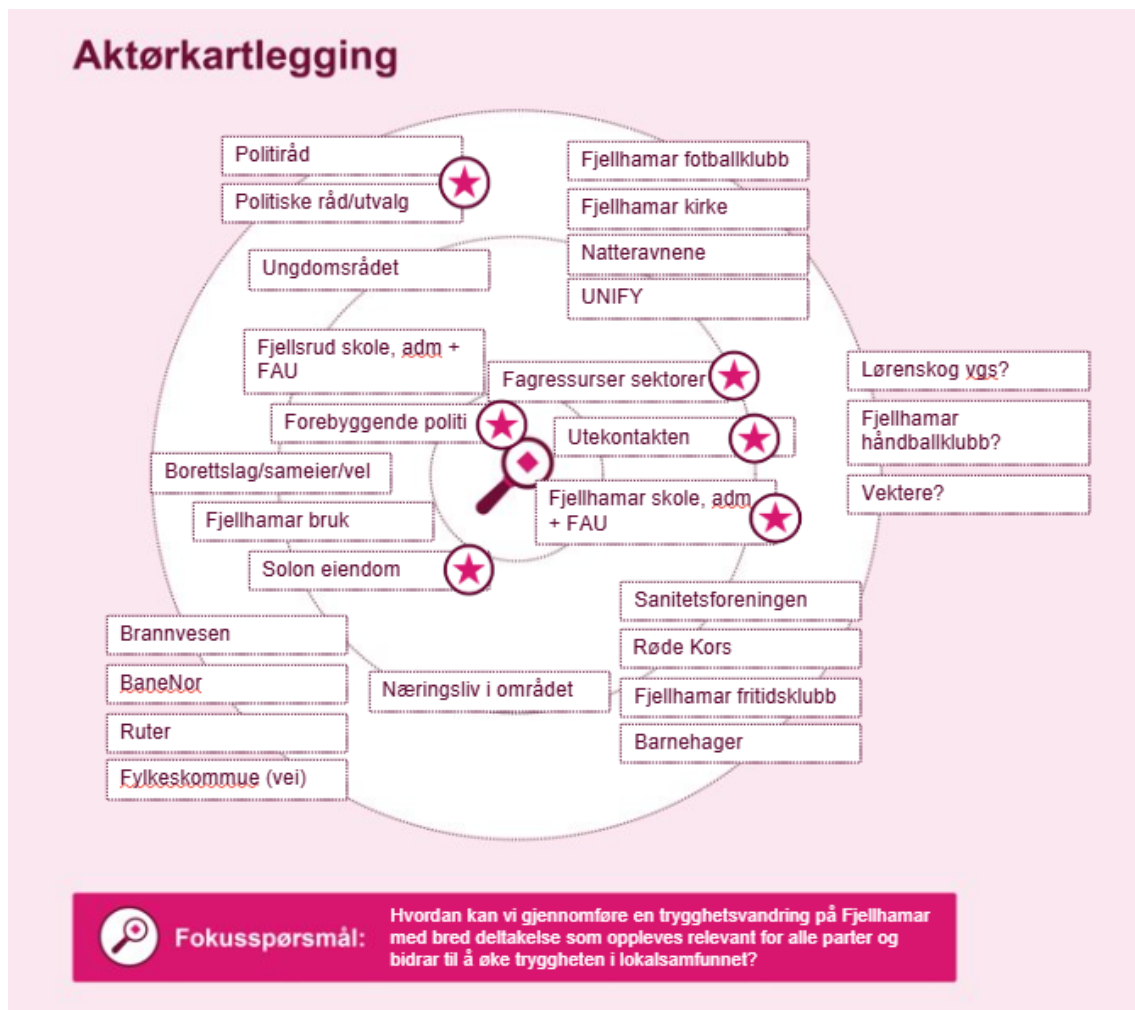 Aktørkartlegging
Politiråd
Politiske råd/utvalg
Ungdomsrådet
Fjellhamar fotballklubb
Fjellhamar kirke
Natteravnene
UNIFY
Fjellsrud skole, adm +
FAU
Forebyggende politi
Borettslag/sameier/vel
Fjellhamar bruk
Solon eiendom
Fagressurser sektorer
Utekontakten
Fjellhamar skole, adm
+ FAU
Lørenskog vgs?
Fjellhamar
håndballklubb?
Vektere?
Brannvesen
BaneNor
Ruter
Fylkeskommue (vei)
Næringsliv i området
Sanitetsforeningen
Røde Kors
Fjellhamar fritidsklubb
Barnehager
Fokusspørsmål:
Hvordan kan vi gjennomføre en trygghetsvandring på Fjellhamar
med bred deltakelse som oppleves relevant for alle parter og
bidrar til å øke tryggheten i lokalsamfunnet?